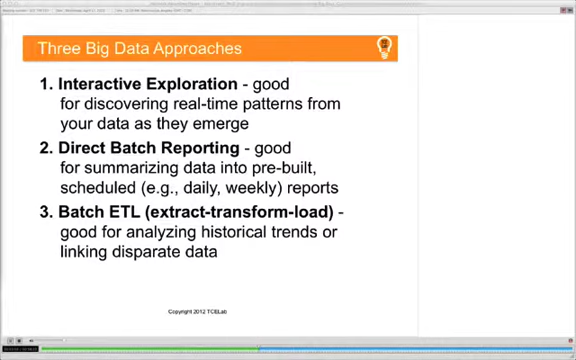 Three Big Data Approaches
1. Interactive Exploration - good
for discovering real-time patterns from
your data as they emerge
2. Direct Batch Reporting - good
for summarizing data into pre-built,
scheduled (e.g., daily, weekly) reports
3. Batch ETL (extract-transform-load) -
good for analyzing historical trends or
linking disparate data
Copyright 2012 TCELab